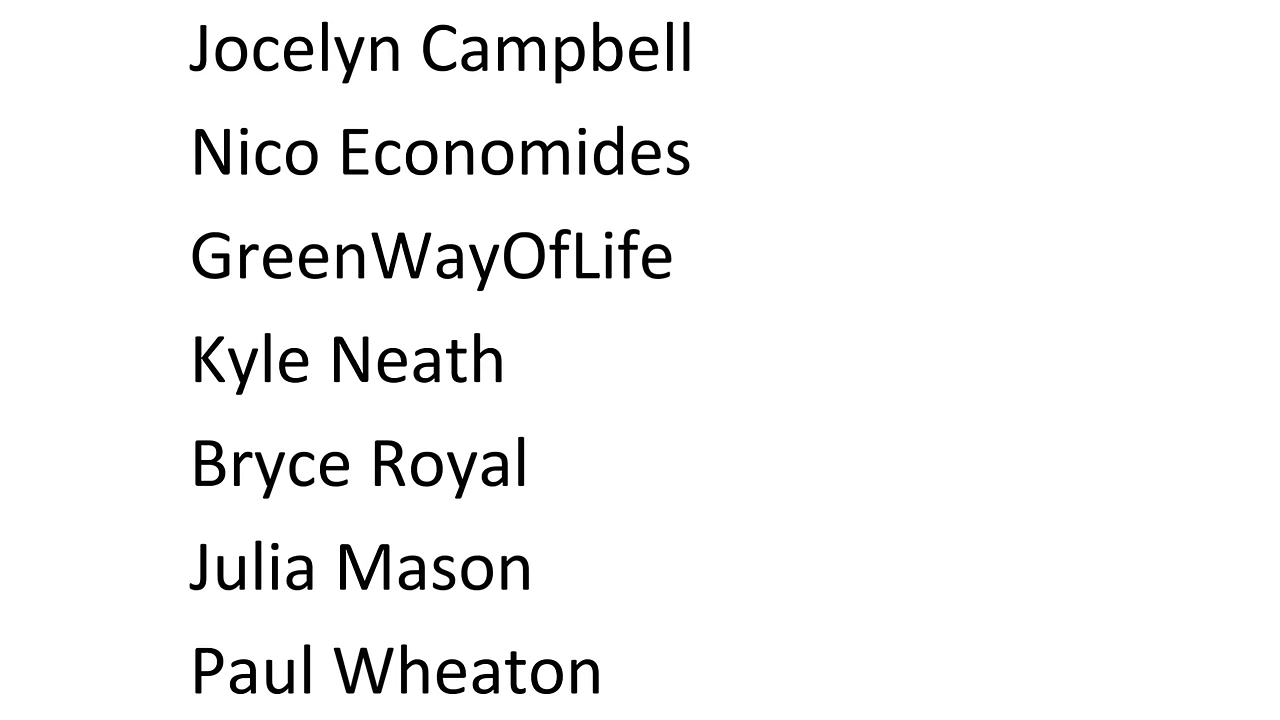 Jocelyn Campbell
Nico Economides
GreenWayOfLife
Kyle Neath
Bryce Royal
Julia Mason
Paul Wheaton